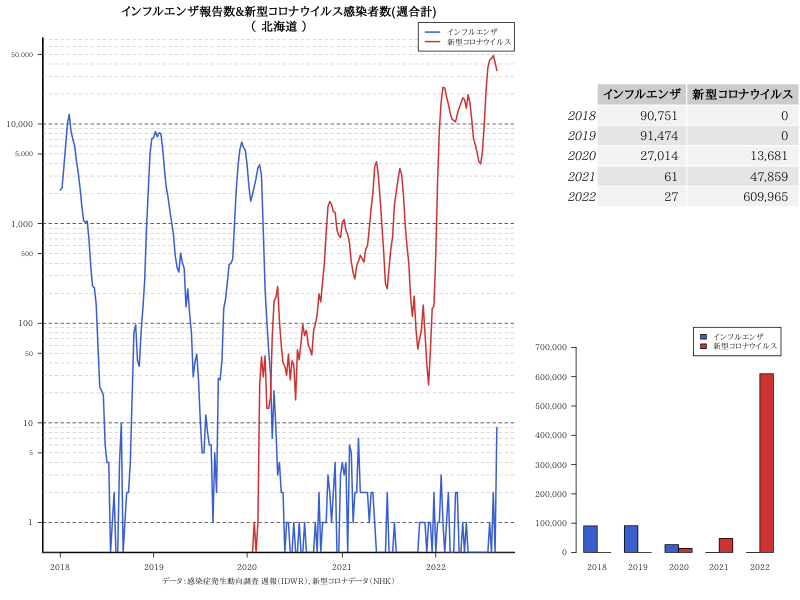 インフルエンザ報告数&新型コロナウイルス感染者数(週合計)
( 北海道 )
インフルエンザ
新型コロナウイルス
50,000
10,000
5,000
1,000
500
100
50
10
5
1
2018 2019 2020 2021 2022
データ:感染症発生動向調査 週報(IDWR)、新型コロナデータ(NHK)
インフルエンザ 新型コロナウイルス
2018 90,751 0
2019 91,474 0
2020 27,014 13,681
2021 61 47,859
2022 27 609,965
インフルエンザ
新型コロナウイルス
700,000
600,000
500,000
400,000
300,000
200,000
100,000
0
2018 2019 2020 2021 2022